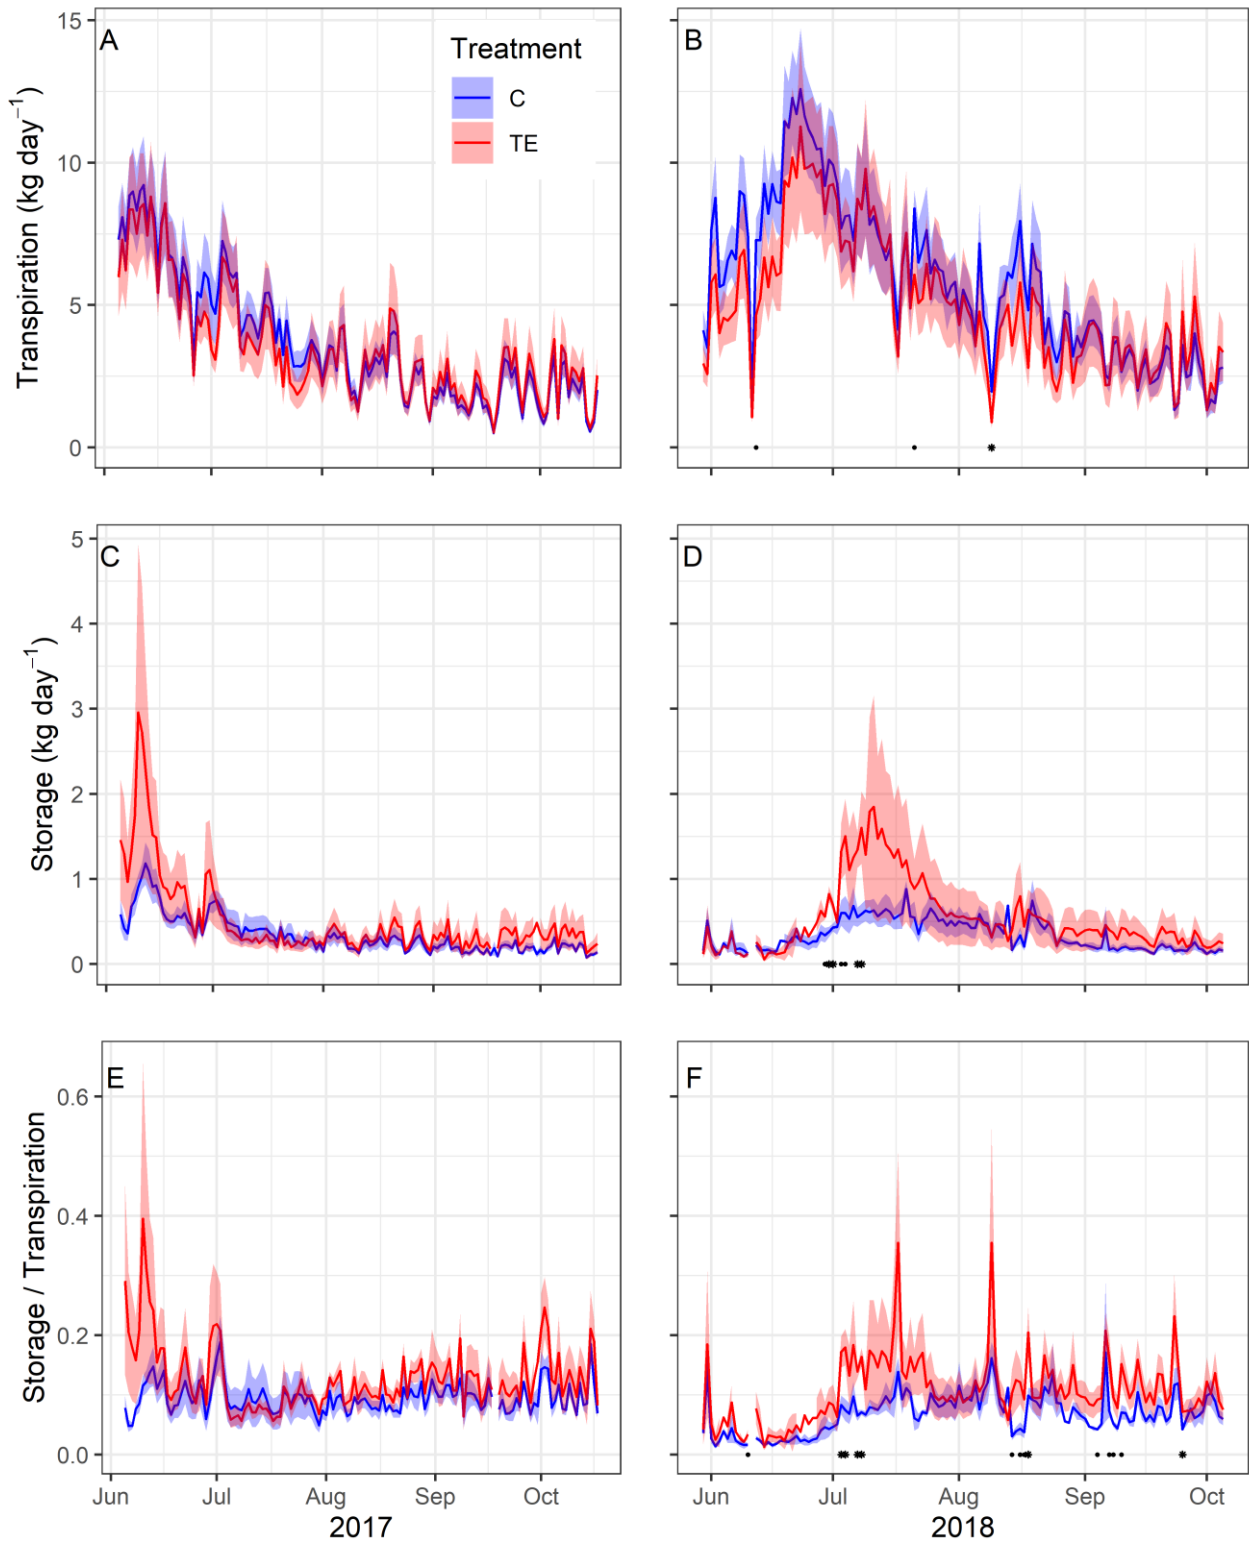 A
B
Treatment
C
TE
Transpiration (kg day⁻¹)
15
10
5
0
C
D
Storage (kg day⁻¹)
5
4
3
2
1
0
E
F
Storage / Transpiration
0.6
0.4
0.2
0.0
Jun Jul Aug Sep Oct
Jun Jul Aug Sep Oct
2017
2018